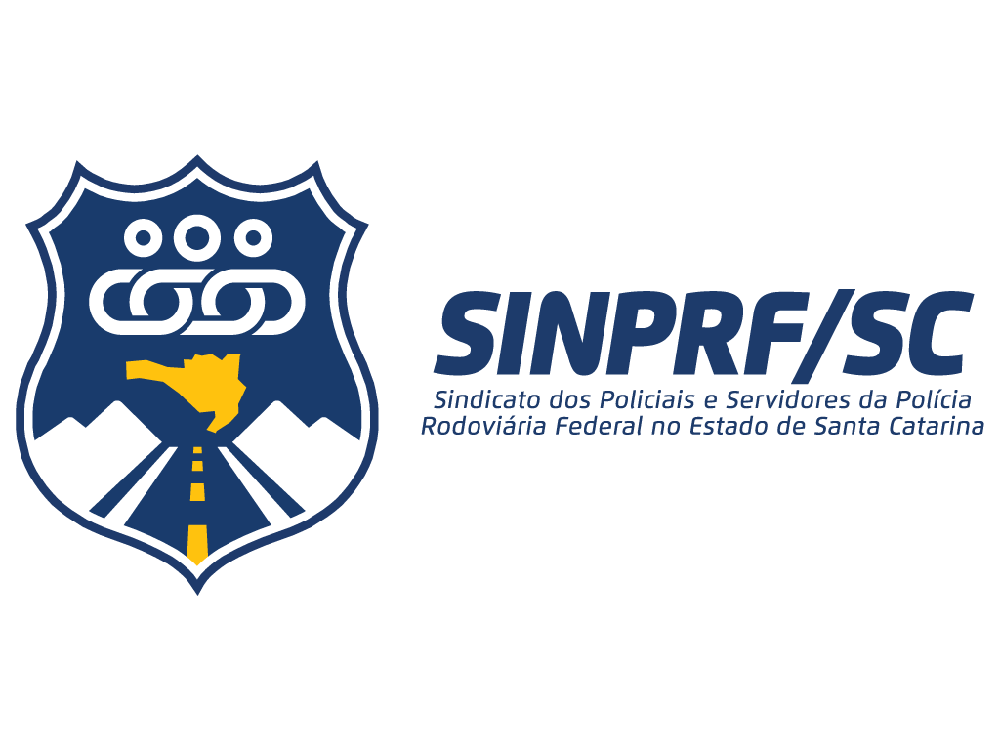 SINPRF/SC
Sindicato dos Policiais e Servidores da Polícia
Rodoviária Federal no Estado de Santa Catarina